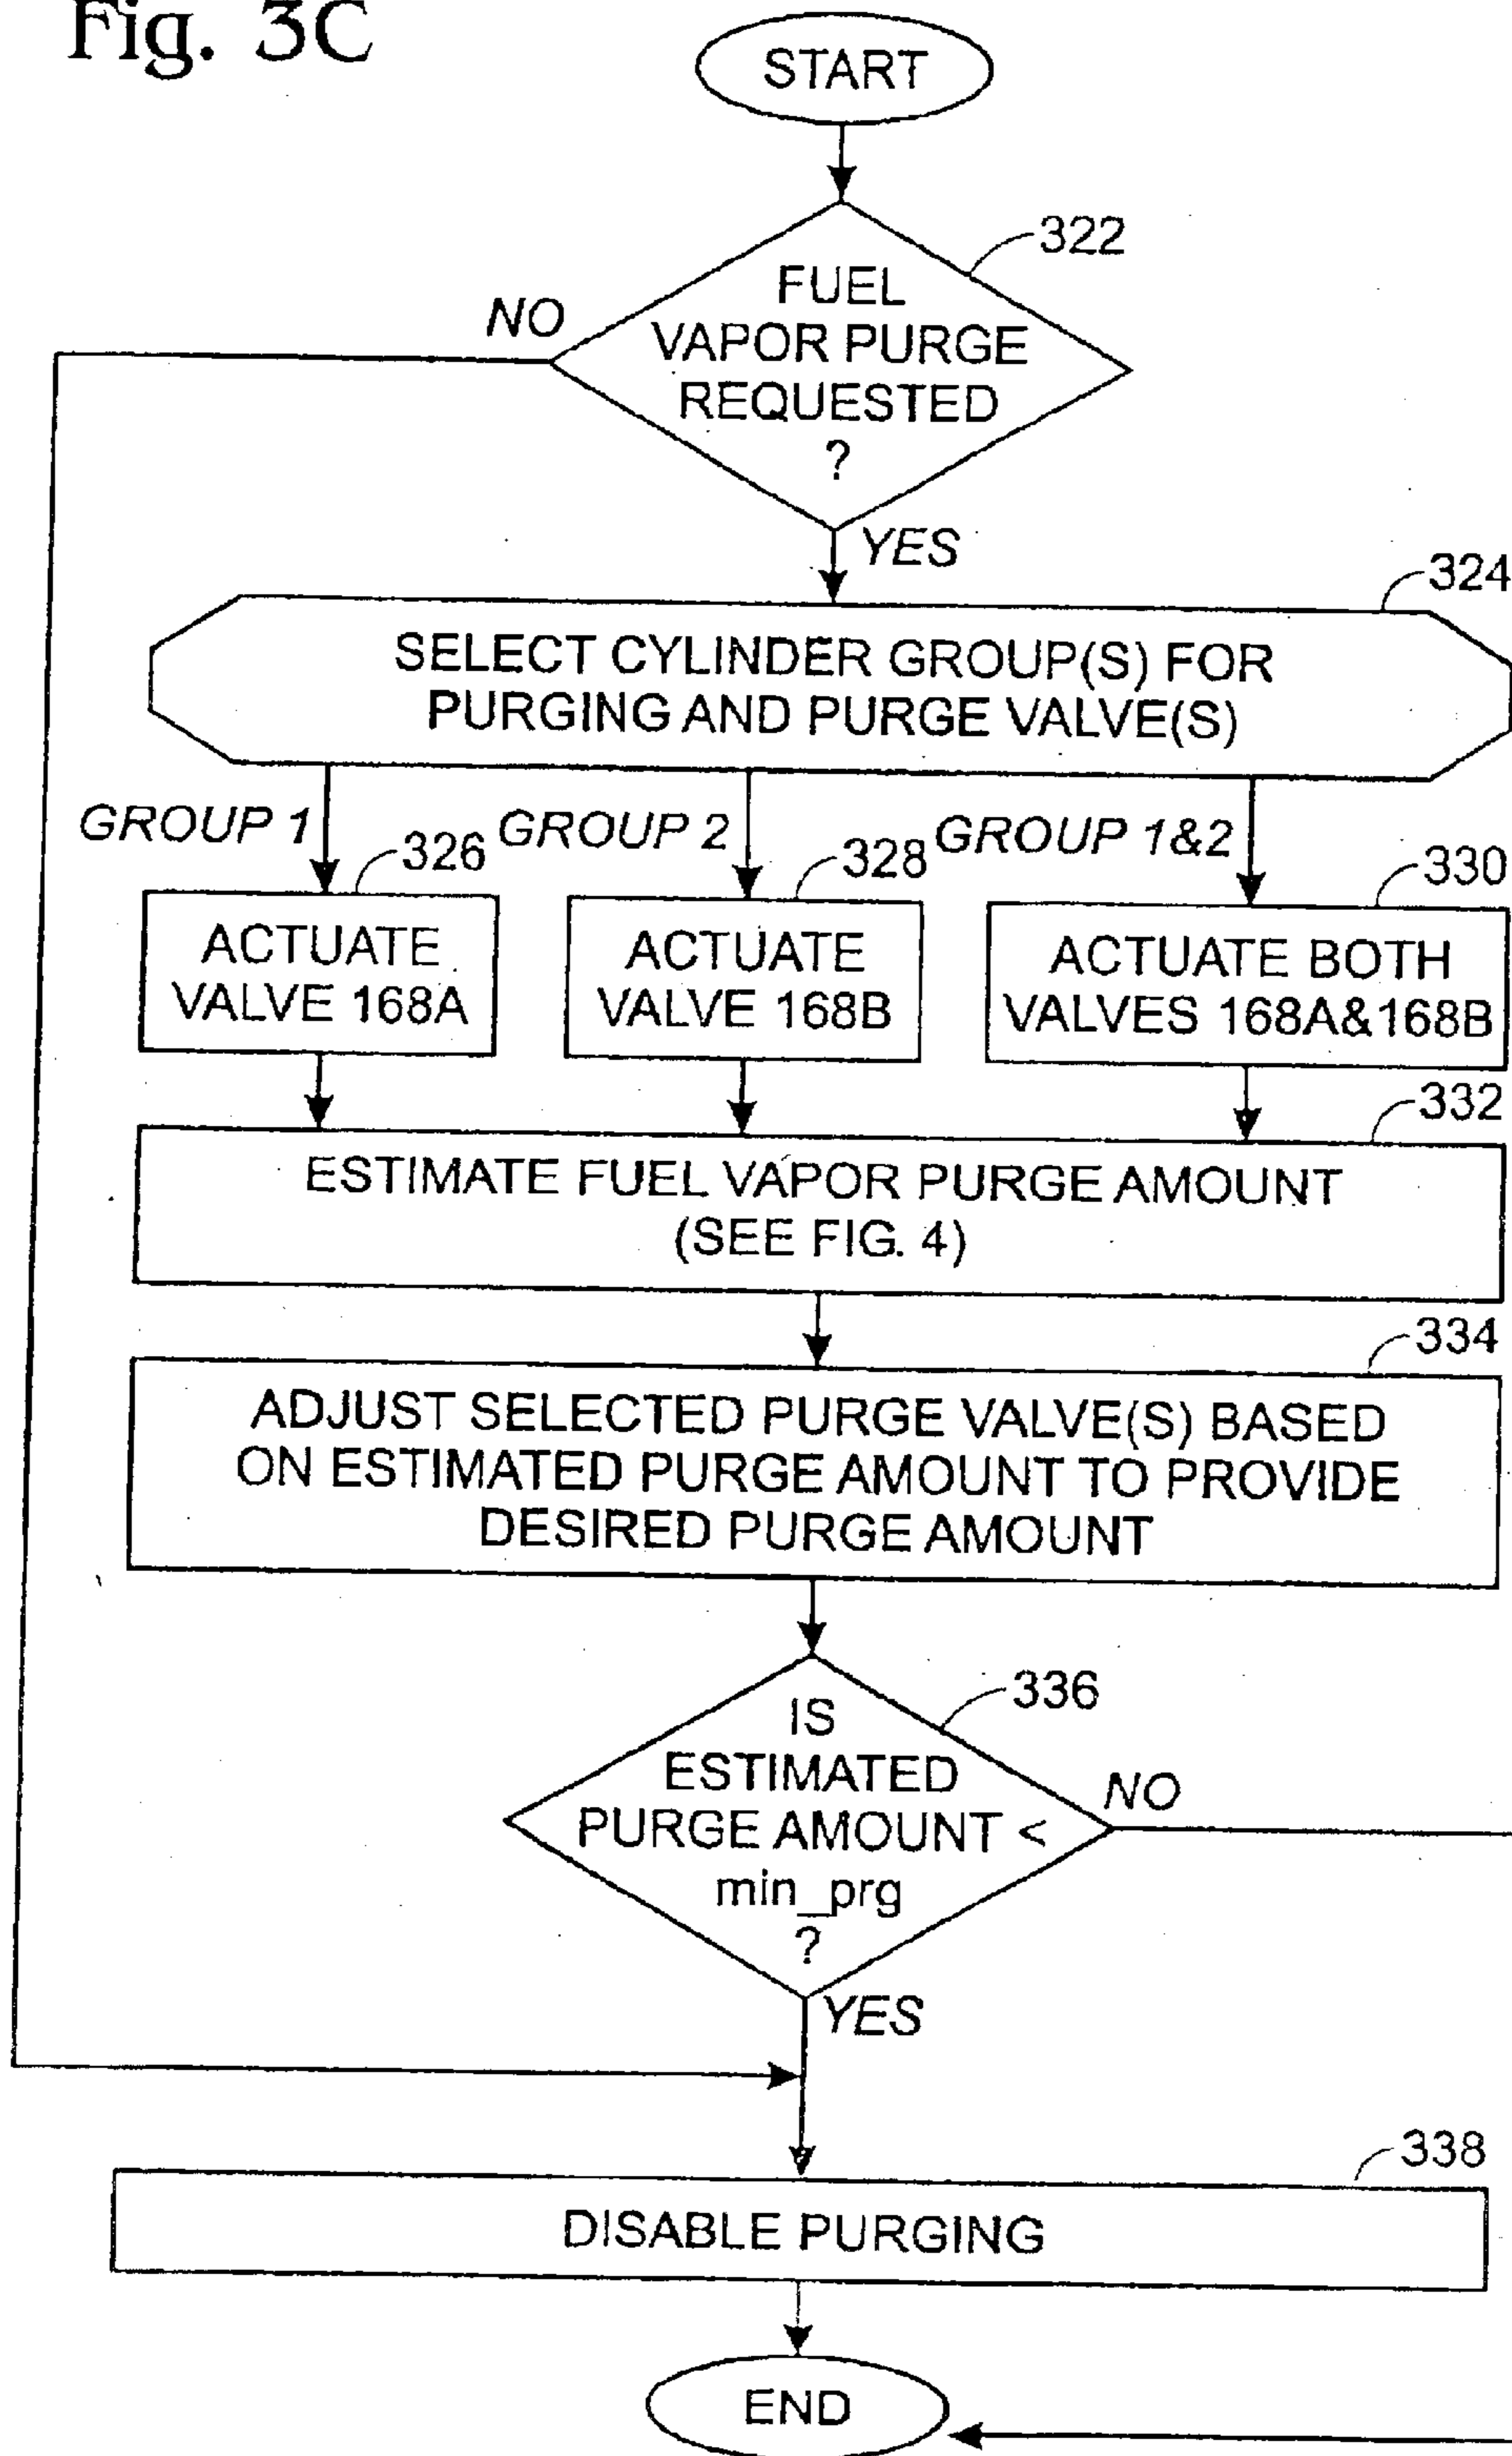 Fig. 3C
START
322
FUEL
VAPOR PURGE
REQUESTED
?
NO
YES
324
SELECT CYLINDER GROUP(S) FOR
PURGING AND PURGE VALVE(S)
GROUP 1
326
GROUP 2
328
GROUP 1&2
330
ACTUATE
VALVE 168A
ACTUATE
VALVE 168B
ACTUATE BOTH
VALVES 168A&168B
332
ESTIMATE FUEL VAPOR PURGE AMOUNT
(SEE FIG. 4)
334
ADJUST SELECTED PURGE VALVE(S) BASED
ON ESTIMATED PURGE AMOUNT TO PROVIDE
DESIRED PURGE AMOUNT
336
IS
ESTIMATED
PURGE AMOUNT <
min_prg
?
NO
YES
338
DISABLE PURGING
END